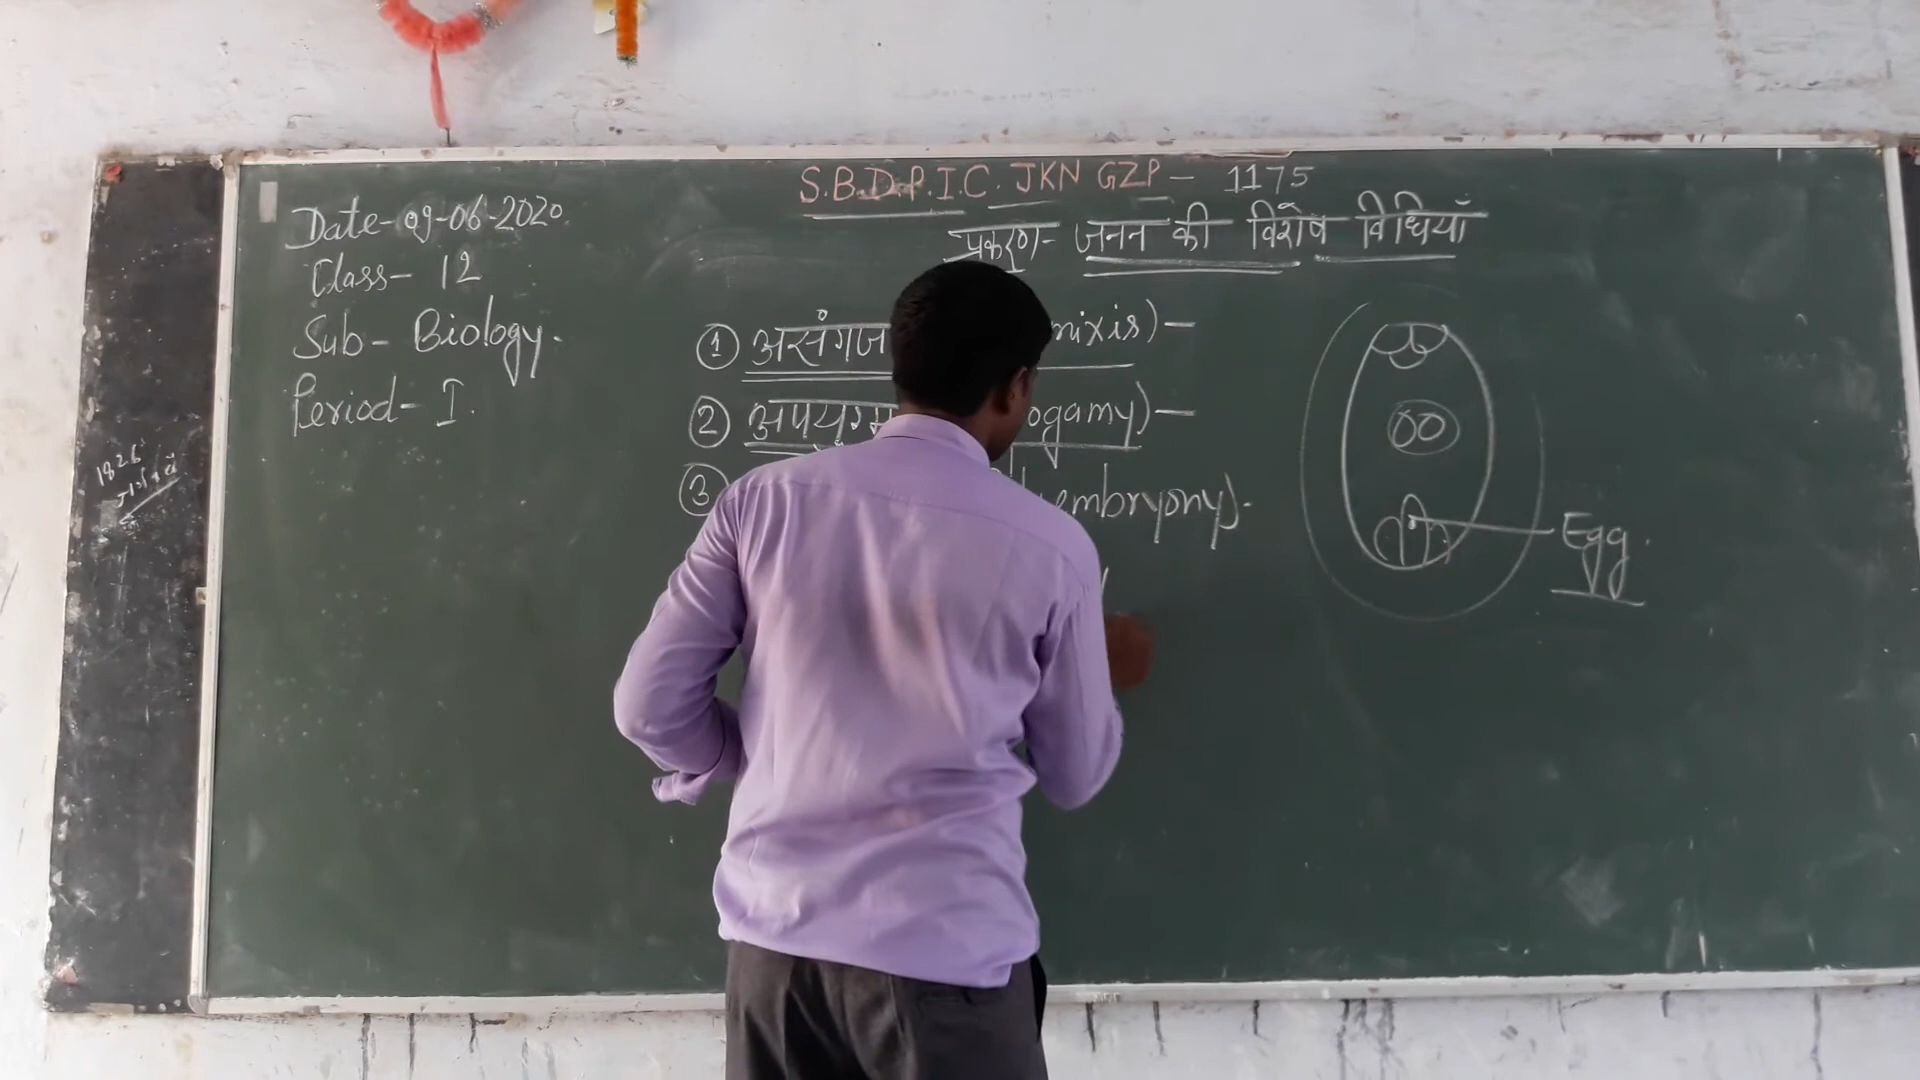 S.B.D.P.I.C. JKN GZP - 1175
Date- 09-06-2020
Class- 12
Sub- Biology.
Period- I.
प्रकरण- जनन की विशेष विधियाँ
① असंगज mixis)-
② अपयुग्म ogamy)-
③ embryony).
Egg.
1826